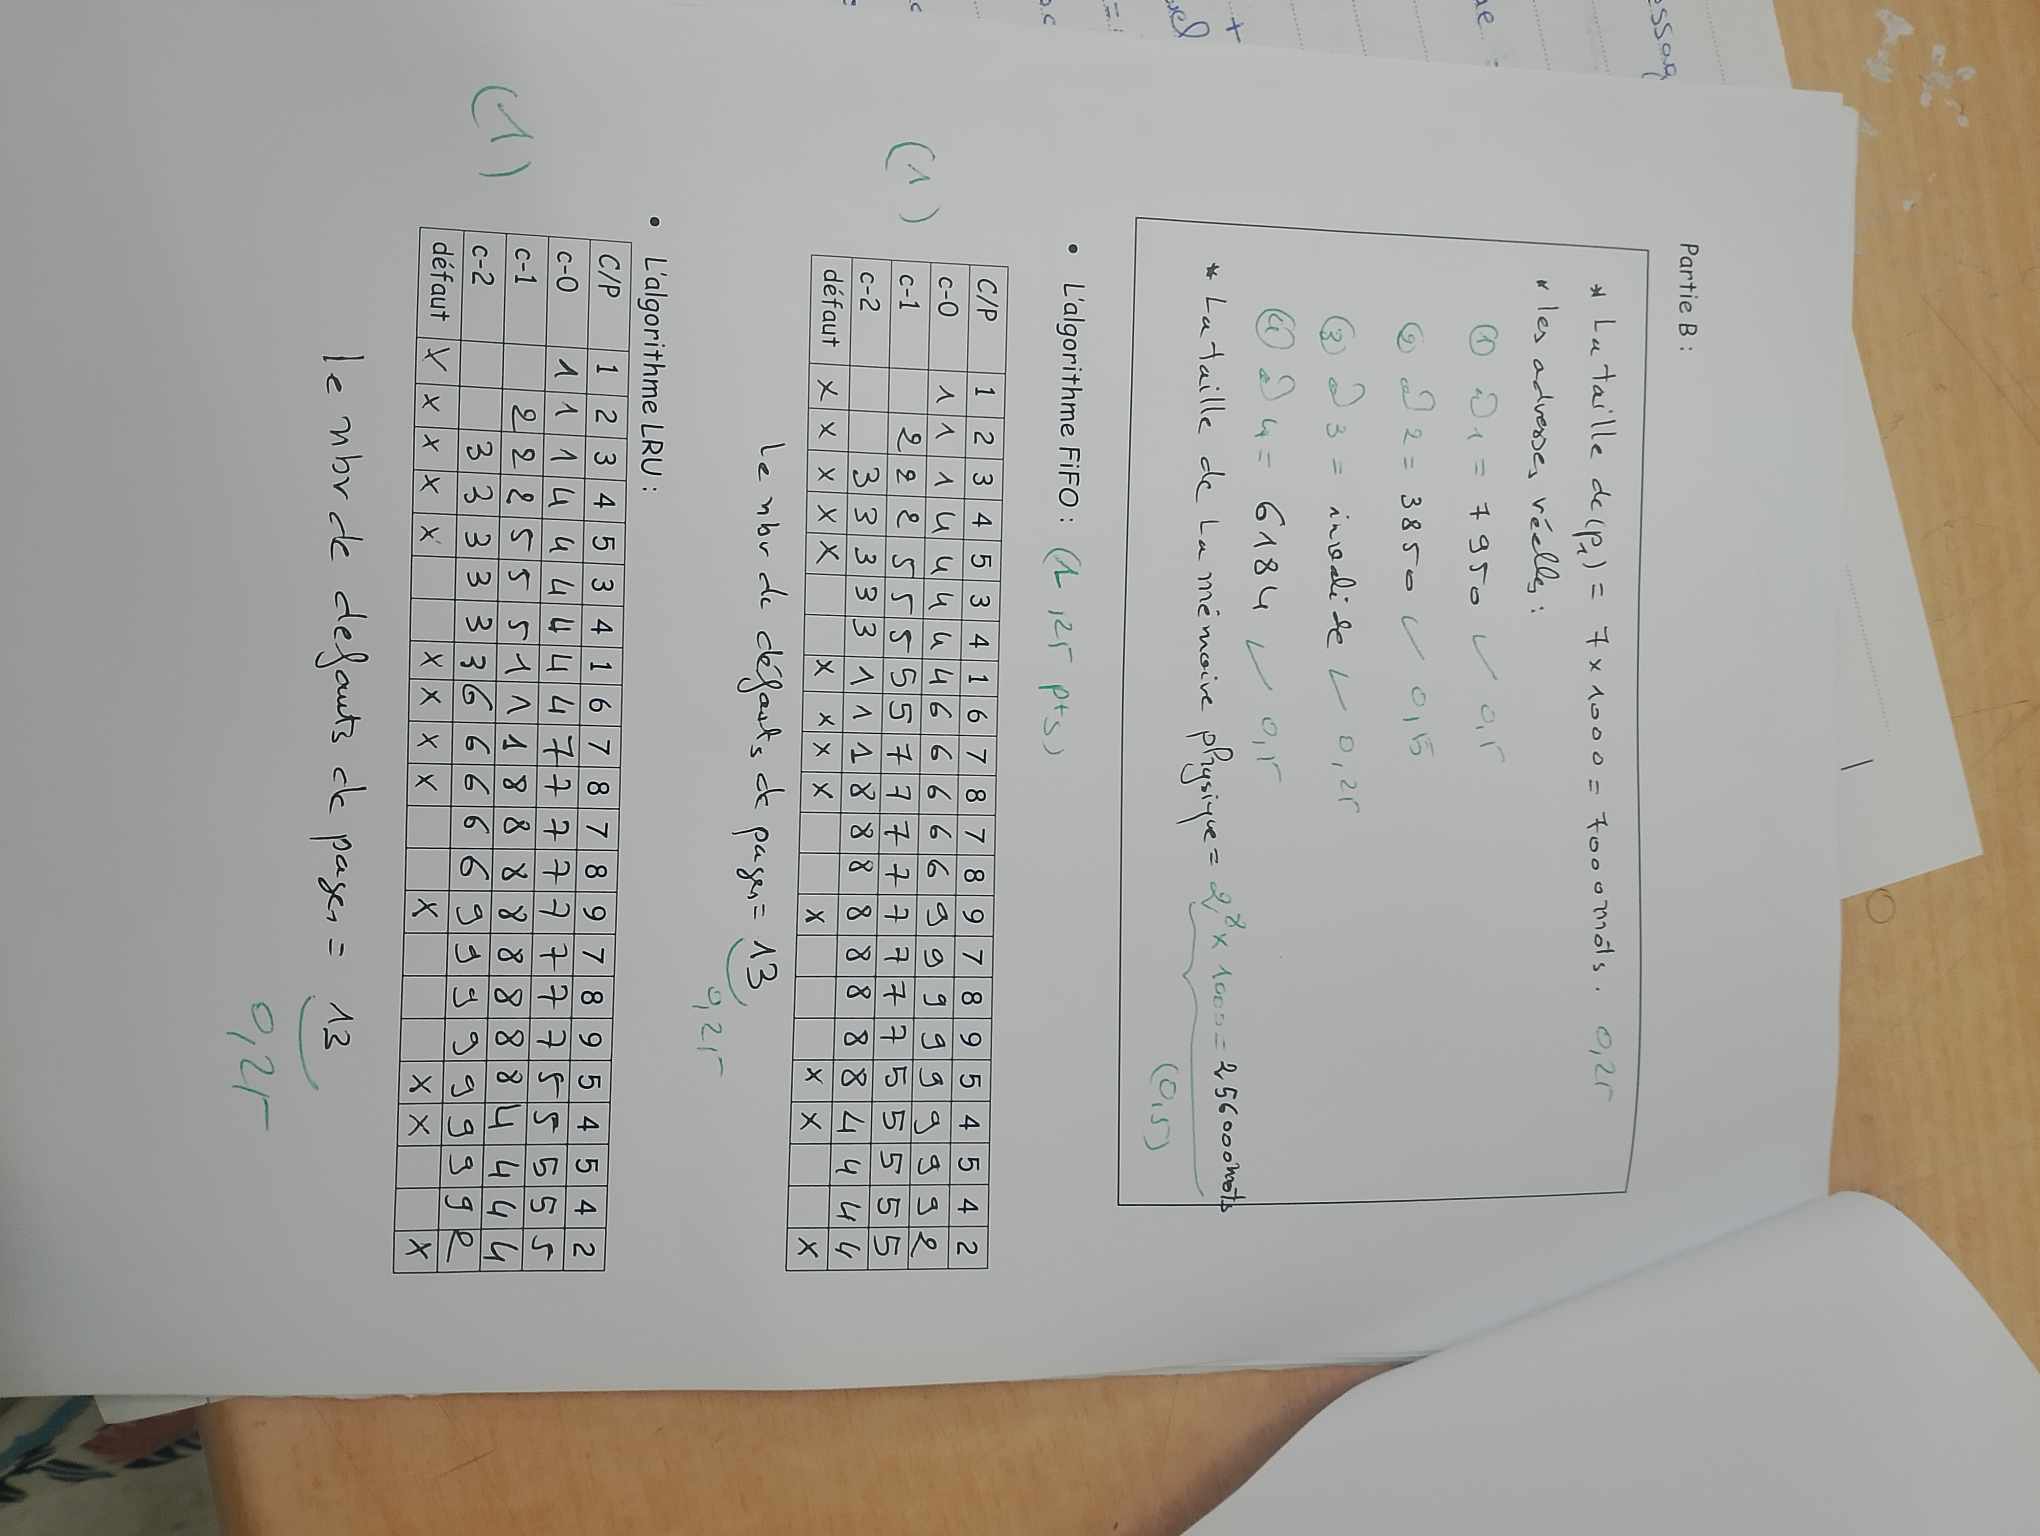 Partie B:
* La taille de (P1) = 7 x 1000 = 7000 mots. 0,25
* les adresses réelles:
(1) @ 1 = 7950 ✓ 0,5
(2) @ 2 = 3850 ✓ 0,5
(3) @ 3 = invalide ✓ 0,25
(4) @ 4 = 6184 ✓ 0,5
* La taille de La mémoire physique = 2^8 x 1000 = 256000 mots
(0,5)
• L'algorithme FiFO: (1,25 pts)
(1)
C/P 1 2 3 4 5 3 4 1 6 7 8 7 8 9 7 8 9 5 4 5 4 2
c-0 1 1 1 4 4 4 4 4 6 6 6 6 6 9 9 9 9 9 9 9 9 2
c-1 2 2 2 5 5 5 5 5 7 7 7 7 7 7 7 7 5 5 5 5 5
c-2 3 3 3 3 3 1 1 1 8 8 8 8 8 8 8 8 4 4 4 4
défaut x x x x x x x x x x x x x
le nbr de défauts de pages = 13
0,25
• L'algorithme LRU:
(1)
C/P 1 2 3 4 5 3 4 1 6 7 8 7 8 9 7 8 9 5 4 5 4 2
c-0 1 1 1 4 4 4 4 4 4 7 7 7 7 7 7 7 7 5 5 5 5 5
c-1 2 2 2 5 5 5 1 1 1 8 8 8 8 8 8 8 8 4 4 4 4
c-2 3 3 3 3 3 3 6 6 6 6 6 9 9 9 9 9 9 9 9 2
défaut x x x x x x x x x x x x x
le nbr de defauts de pages = 13
0,25